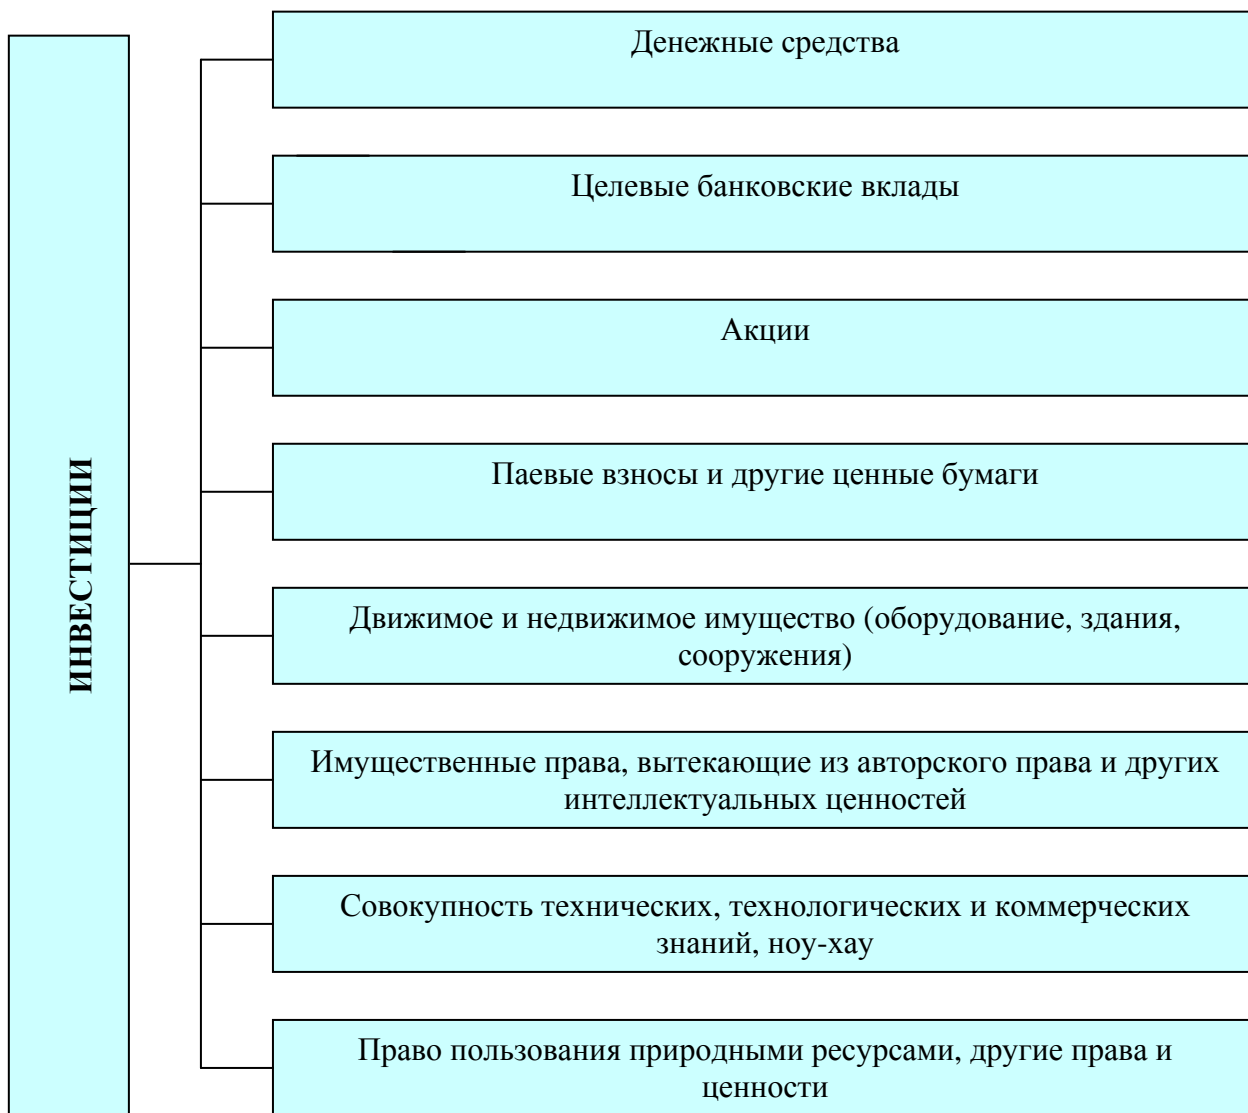 ИНВЕСТИЦИИ
Денежные средства
Целевые банковские вклады
Акции
Паевые взносы и другие ценные бумаги
Движимое и недвижимое имущество (оборудование, здания,
сооружения)
Имущественные права, вытекающие из авторского права и других
интеллектуальных ценностей
Совокупность технических, технологических и коммерческих
знаний, ноу-хау
Право пользования природными ресурсами, другие права и
ценности